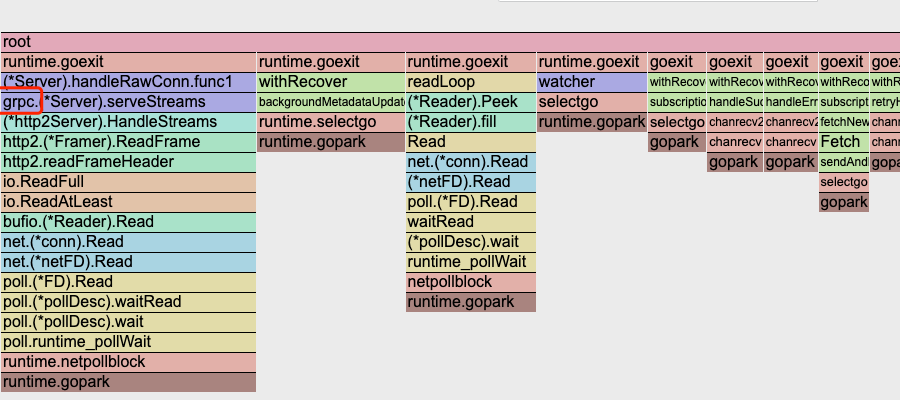 root
runtime.goexit runtime.goexit runtime.goexit runtime.goexit goexit goexit goexit goexit goexi
(*Server).handleRawConn.func1 withRecover readLoop watcher withRecov withRecov withRecov withReco withR
grpc.(*Server).serveStreams backgroundMetadataUpdat (*Reader).Peek selectgo subscriptio handleSu handleErr subscript retryH
(*http2Server).HandleStreams runtime.selectgo (*Reader).fill runtime.gopark selectgo chanrecv2 chanrecv2 fetchNew chanr
http2.(*Framer).ReadFrame runtime.gopark Read gopark chanrecv chanrecv Fetch chanr
http2.readFrameHeader net.(*conn).Read gopark gopark sendAnd gopa
io.ReadFull (*netFD).Read selectgo
io.ReadAtLeast poll.(*FD).Read gopark
bufio.(*Reader).Read waitRead
net.(*conn).Read (*pollDesc).wait
net.(*netFD).Read runtime_pollWait
poll.(*FD).Read netpollblock
poll.(*pollDesc).waitRead runtime.gopark
poll.(*pollDesc).wait
poll.runtime_pollWait
runtime.netpollblock
runtime.gopark